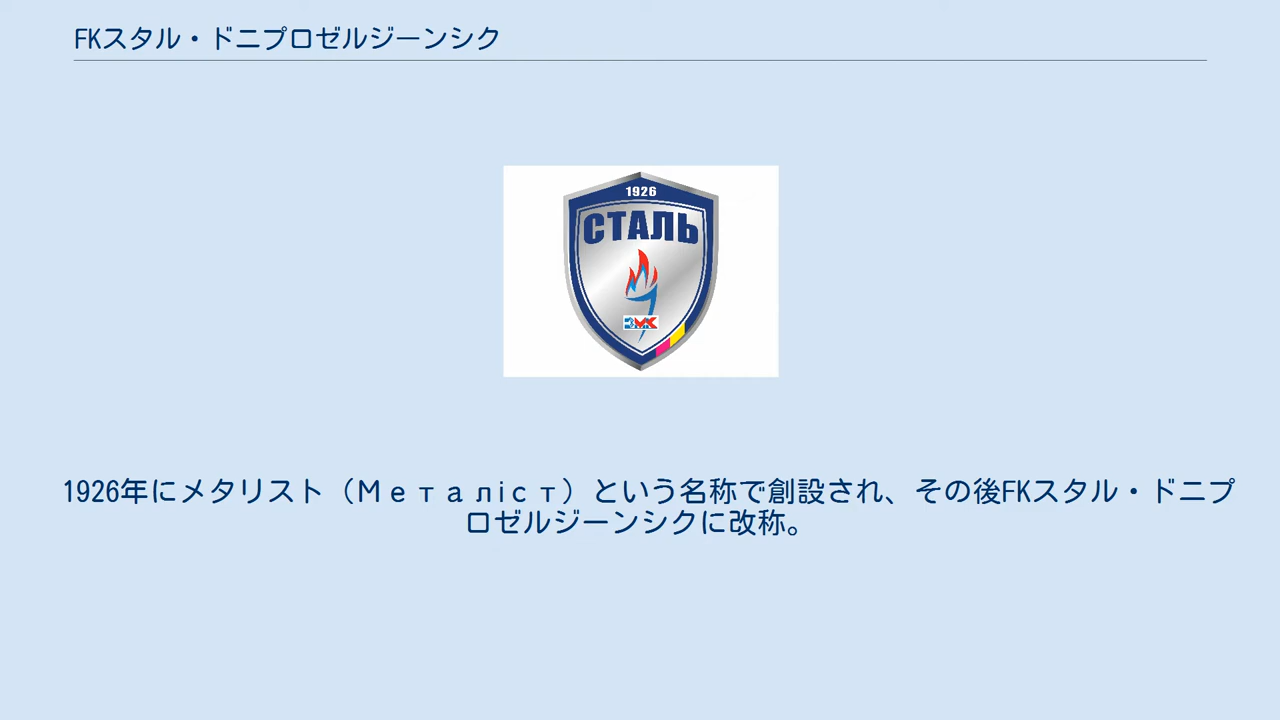 FKスタル・ドニプロゼルジーンシク
1926
СТАЛЬ
1926年にメタリスト（Металіст）という名称で創設され、その後FKスタル・ドニプ
ロゼルジーンシクに改称。